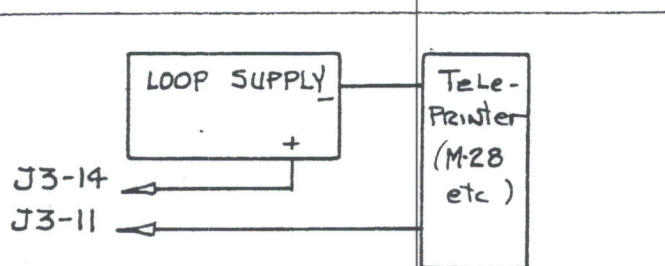 LOOP SUPPLY -
+
TeLe-
PRINTer
(M-28
etc )
J3-14
J3-11